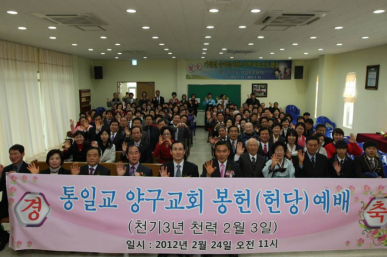 경 통일교 양구교회 봉헌(헌당)예배 축
(천기3년 천력 2월 3일)
일시 : 2012년 2월 24일 오전 11시